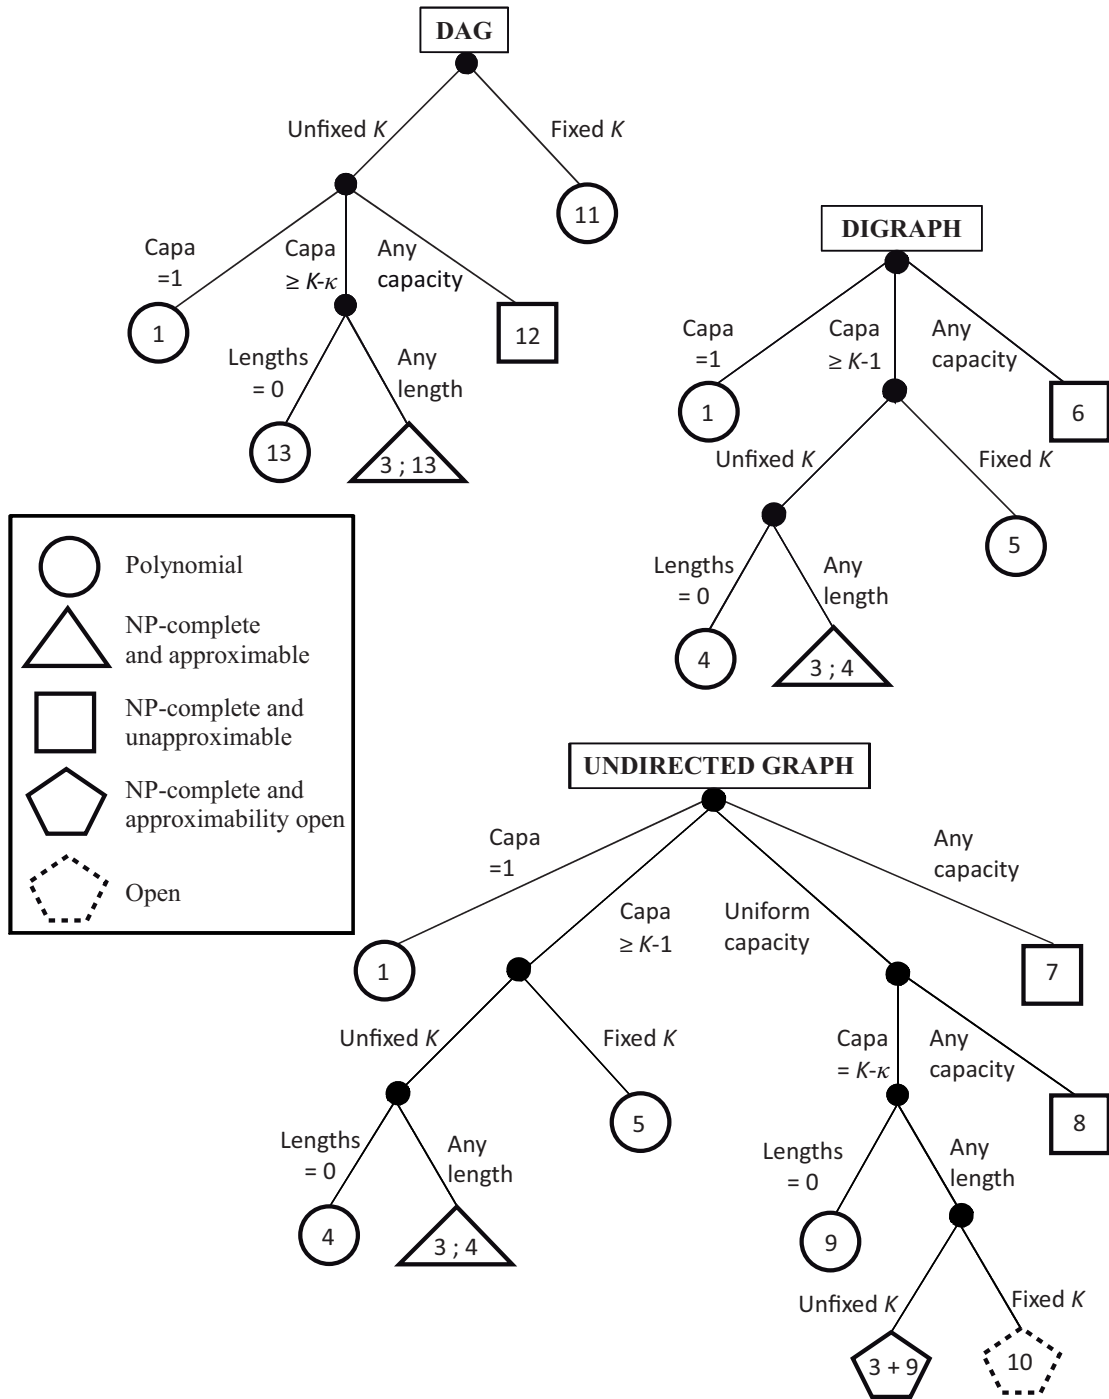 DAG
Unfixed K
Fixed K
11
Capa
=1
Capa
≥ K-κ
Any
capacity
1
12
Lengths
= 0
Any
length
13
3 ; 13
DIGRAPH
Capa
=1
Capa
≥ K-1
Any
capacity
1
6
Unfixed K
Fixed K
5
Lengths
= 0
Any
length
4
3 ; 4
Polynomial
NP-complete
and approximable
NP-complete and
unapproximable
NP-complete and
approximability open
Open
UNDIRECTED GRAPH
Capa
=1
Capa
≥ K-1
Uniform
capacity
Any
capacity
1
7
Unfixed K
Fixed K
5
Capa
= K-κ
Any
capacity
8
Lengths
= 0
Any
length
4
3 ; 4
Lengths
= 0
Any
length
9
Unfixed K
Fixed K
3 + 9
10